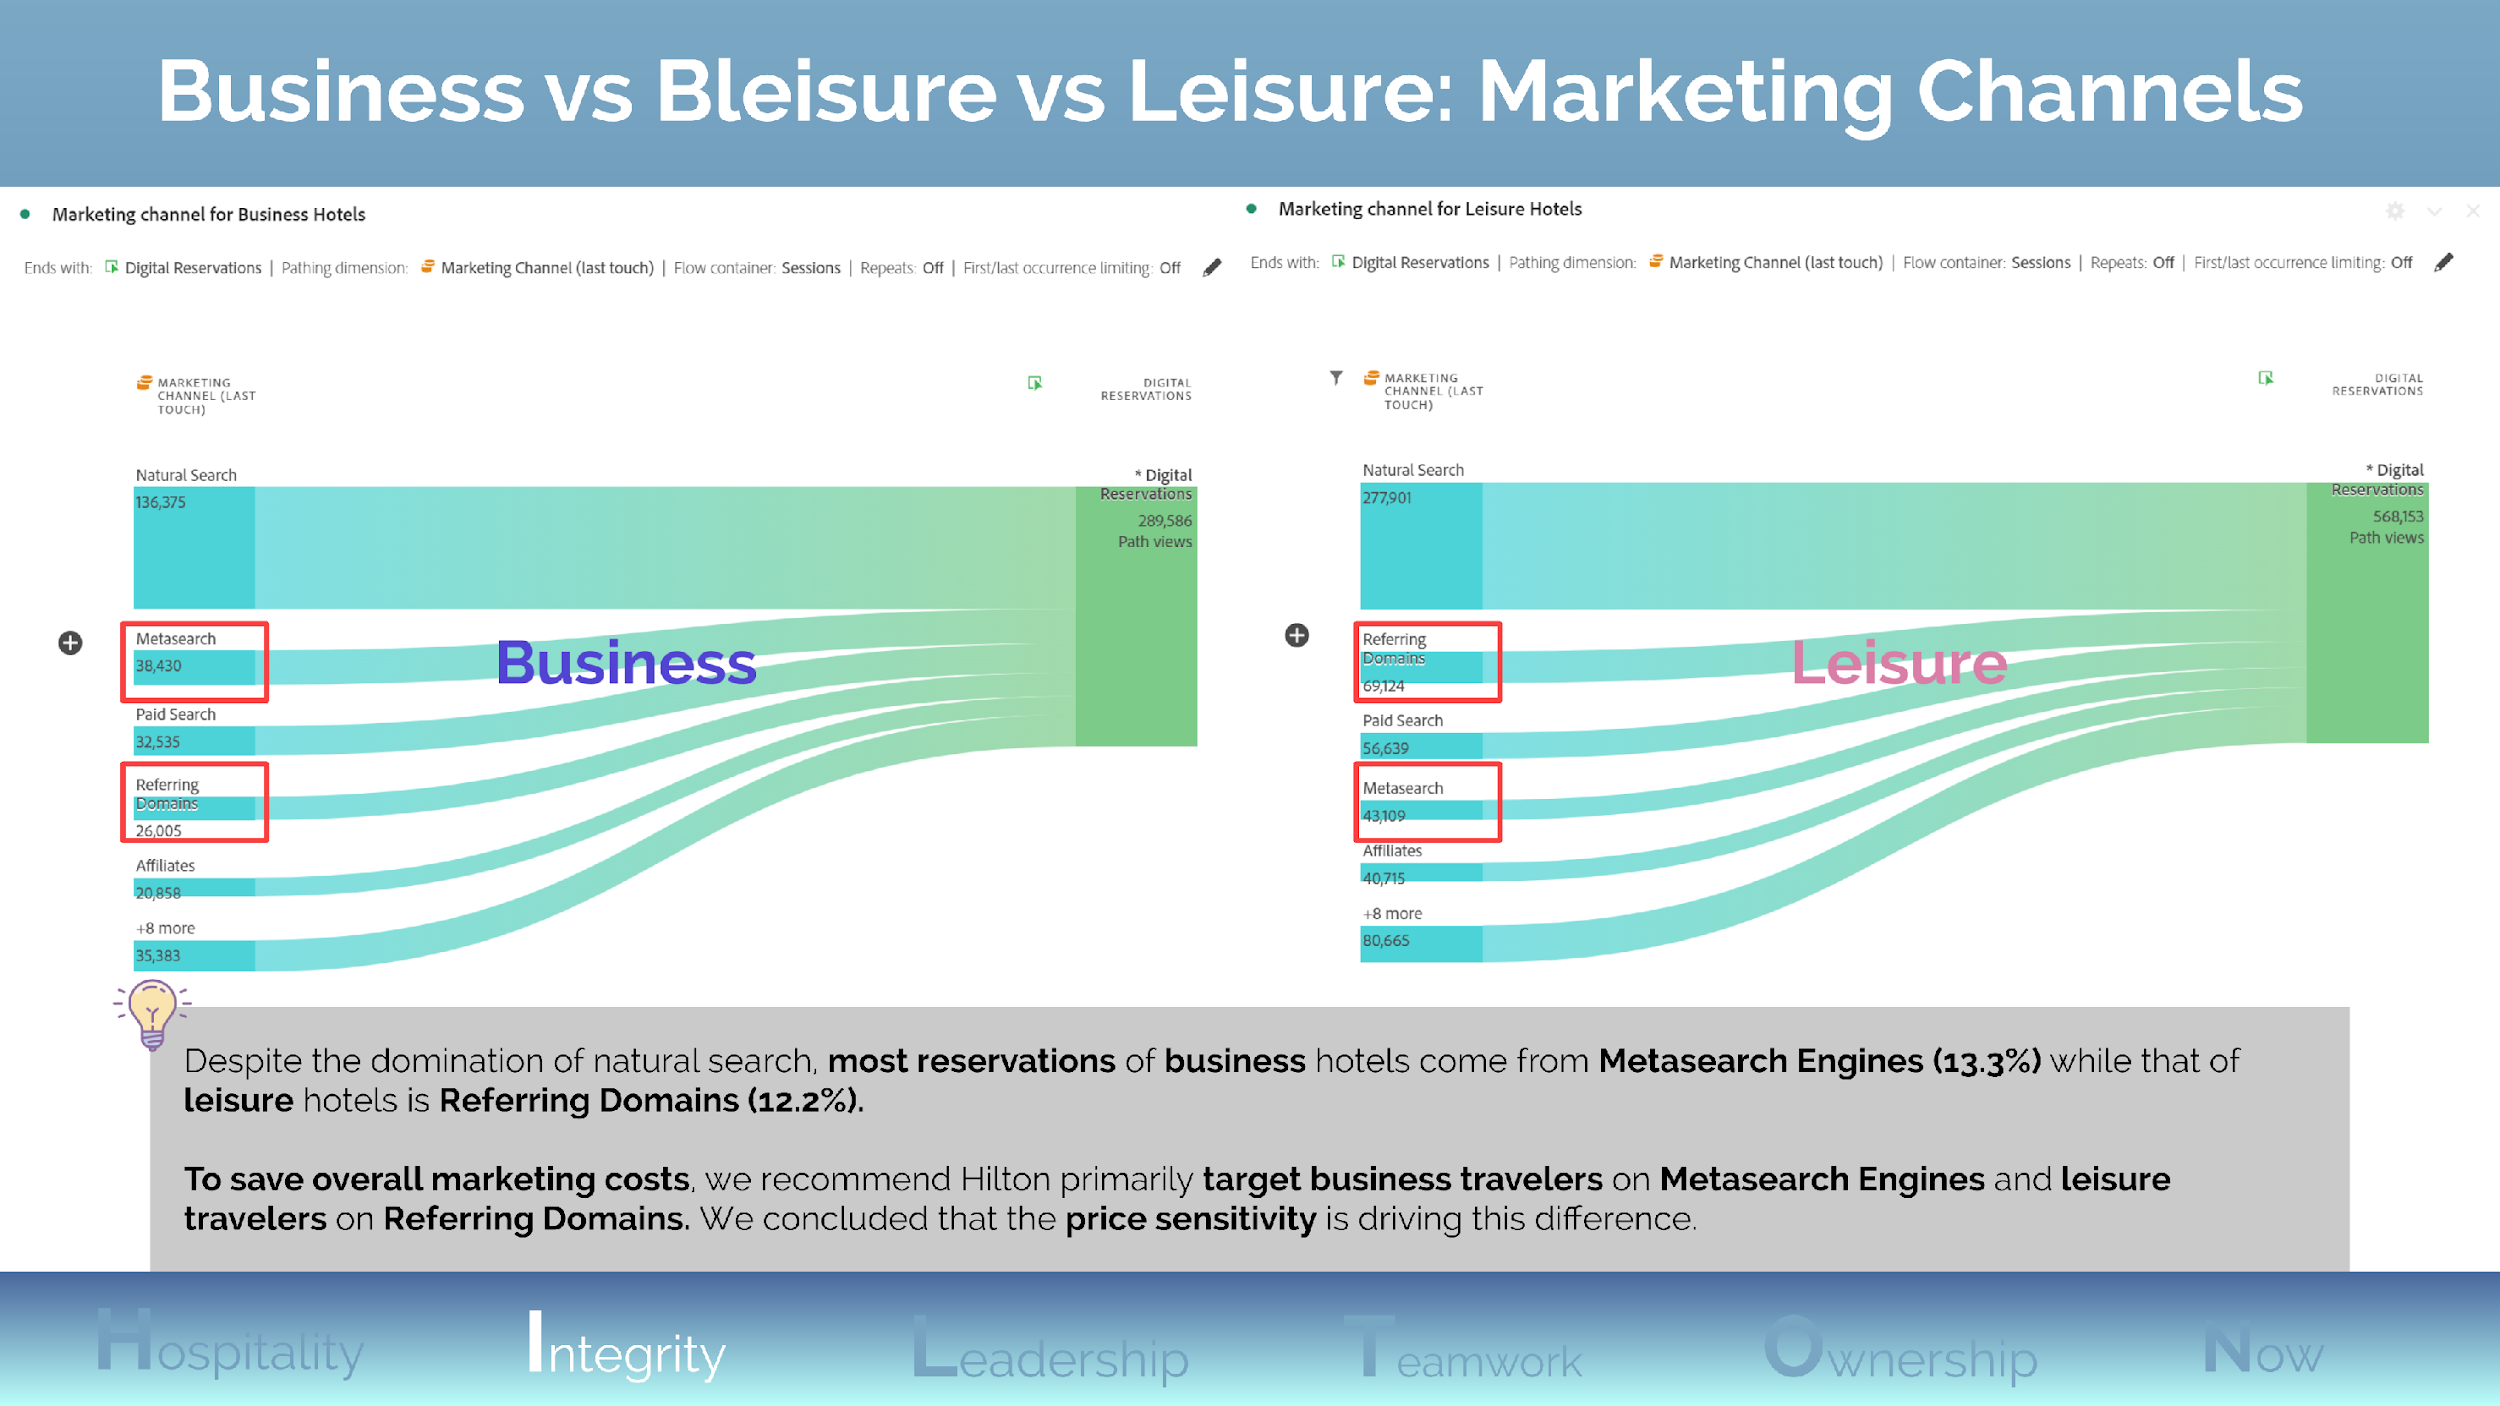 Business vs Bleisure vs Leisure: Marketing Channels
Marketing channel for Business Hotels
Ends with: Digital Reservations | Pathing dimension: Marketing Channel (last touch) | Flow container: Sessions | Repeats: Off | First/last occurrence limiting: Off
MARKETING
CHANNEL (LAST
TOUCH)
DIGITAL
RESERVATIONS
Natural Search
136,375
* Digital
Reservations
289,586
Path views
Metasearch
38,430
Business
Paid Search
32,535
Referring
Domains
26,005
Affiliates
20,858
+8 more
35,383
Marketing channel for Leisure Hotels
Ends with: Digital Reservations | Pathing dimension: Marketing Channel (last touch) | Flow container: Sessions | Repeats: Off | First/last occurrence limiting: Off
MARKETING
CHANNEL (LAST
TOUCH)
DIGITAL
RESERVATIONS
Natural Search
277,901
* Digital
Reservations
568,153
Path views
Referring
Domains
69,124
Leisure
Paid Search
56,639
Metasearch
43,109
Affiliates
40,715
+8 more
80,665
Despite the domination of natural search, most reservations of business hotels come from Metasearch Engines (13.3%) while that of
leisure hotels is Referring Domains (12.2%).
To save overall marketing costs, we recommend Hilton primarily target business travelers on Metasearch Engines and leisure
travelers on Referring Domains. We concluded that the price sensitivity is driving this difference.
Hospitality Integrity Leadership Teamwork Ownership Now